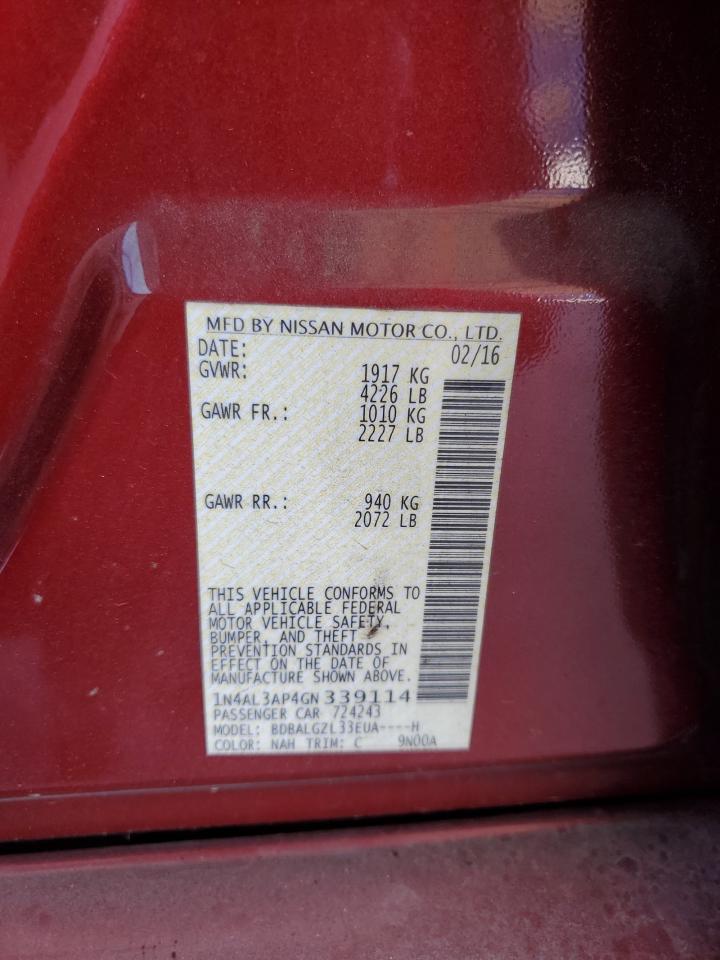 MFD BY NISSAN MOTOR CO., LTD.
DATE: 02/16
GVWR: 1917 KG
4226 LB
GAWR FR.: 1010 KG
2227 LB
GAWR RR.: 940 KG
2072 LB
THIS VEHICLE CONFORMS TO
ALL APPLICABLE FEDERAL
MOTOR VEHICLE SAFETY,
BUMPER, AND THEFT
PREVENTION STANDARDS IN
EFFECT ON THE DATE OF
MANUFACTURE SHOWN ABOVE.
1N4AL3AP4GN339114
PASSENGER CAR 724243
MODEL: BDBALGZL33EUA----H
COLOR: NAH TRIM: C 9N00A